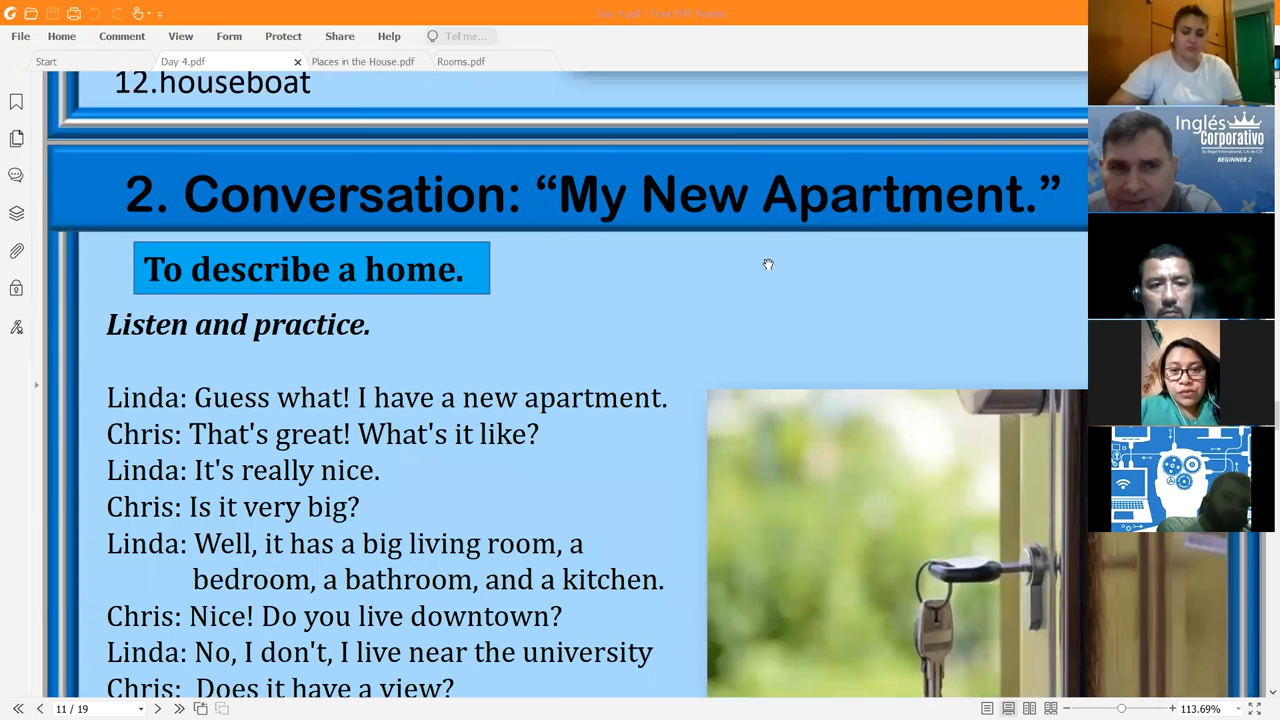 File Home Comment View Form Protect Share Help Tell me...
Start Day 4.pdf Places in the House.pdf Rooms.pdf
12.houseboat
2. Conversation: “My New Apartment.”
To describe a home.
Listen and practice.
Linda: Guess what! I have a new apartment.
Chris: That's great! What's it like?
Linda: It's really nice.
Chris: Is it very big?
Linda: Well, it has a big living room, a
bedroom, a bathroom, and a kitchen.
Chris: Nice! Do you live downtown?
Linda: No, I don't, I live near the university
Chris: Does it have a view?
Inglés
Corporativo
By Regal International, S.A. de C.V.
BEGINNER 2
11 / 19
113.69%